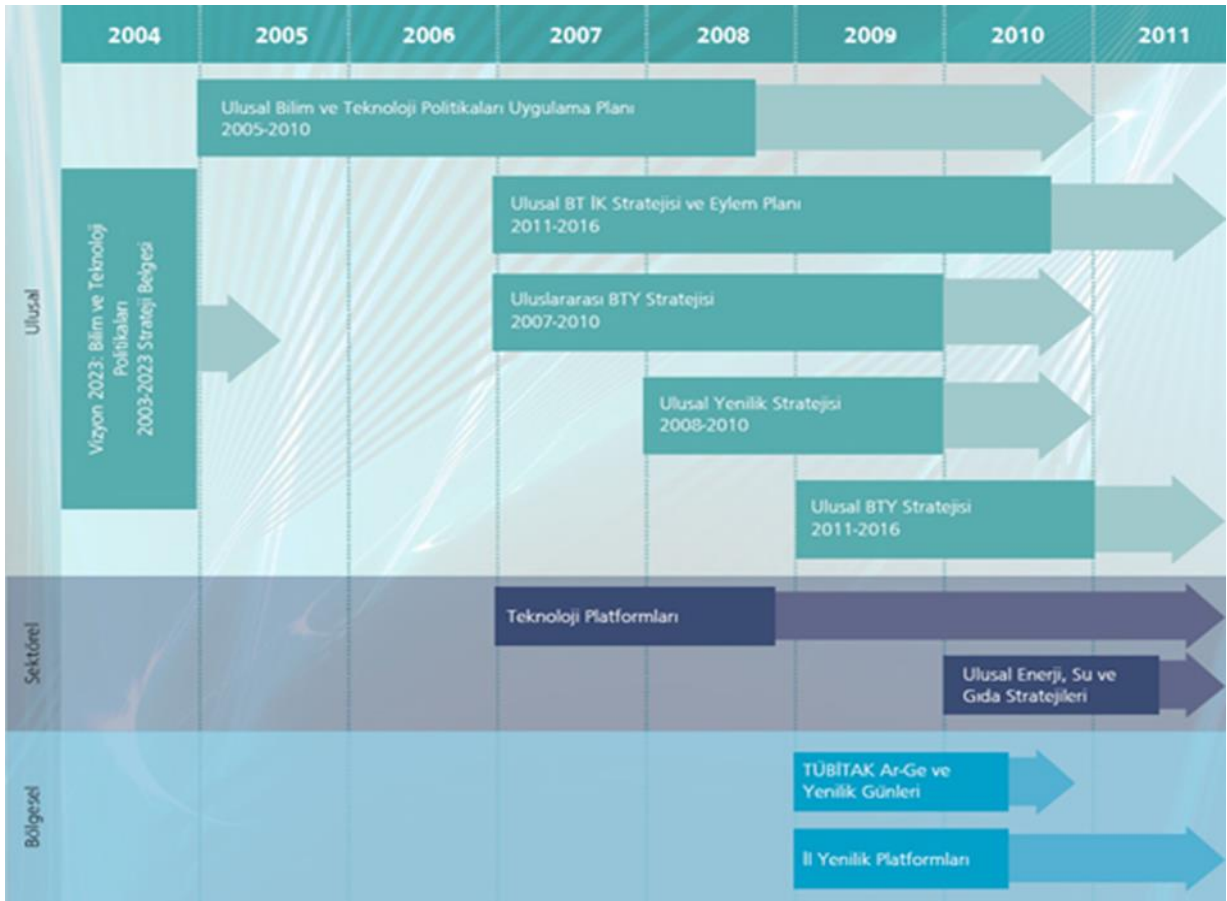 2004 2005 2006 2007 2008 2009 2010 2011
Ulusal
Ulusal Bilim ve Teknoloji Politikaları Uygulama Planı
2005-2010
Vizyon 2023: Bilim ve Teknoloji
Politikaları
2003-2023 Strateji Belgesi
Ulusal BT İK Stratejisi ve Eylem Planı
2011-2016
Uluslararası BTY Stratejisi
2007-2010
Ulusal Yenilik Stratejisi
2008-2010
Ulusal BTY Stratejisi
2011-2016
Sektörel
Teknoloji Platformları
Ulusal Enerji, Su ve
Gıda Stratejileri
Bölgesel
TÜBİTAK Ar-Ge ve
Yenilik Günleri
İl Yenilik Platformları